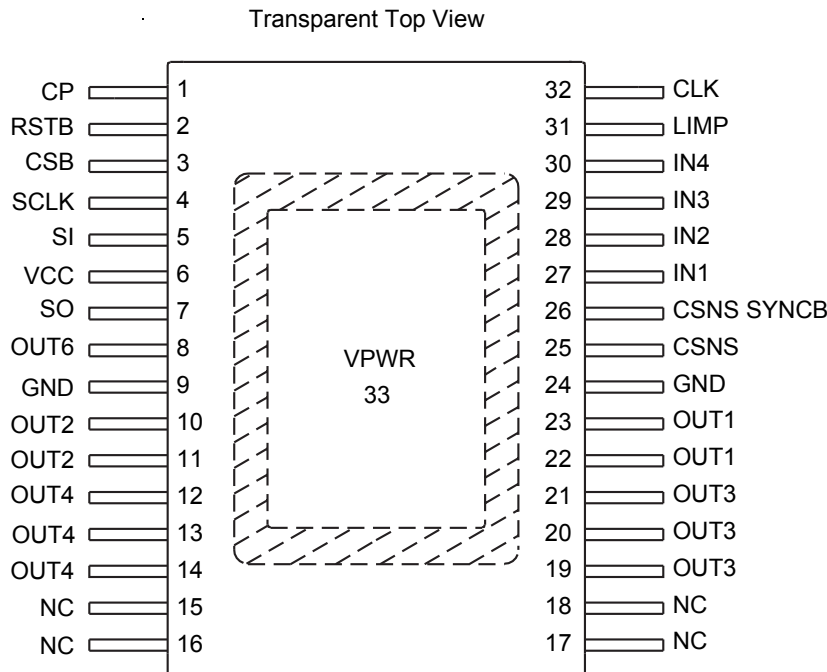 Transparent Top View
CP 1 32 CLK
RSTB 2 31 LIMP
CSB 3 30 IN4
SCLK 4 29 IN3
SI 5 28 IN2
VCC 6 27 IN1
SO 7 26 CSNS SYNCB
OUT6 8 25 CSNS
GND 9 24 GND
OUT2 10 23 OUT1
OUT2 11 22 OUT1
OUT4 12 21 OUT3
OUT4 13 20 OUT3
OUT4 14 19 OUT3
NC 15 18 NC
NC 16 17 NC
VPWR
33